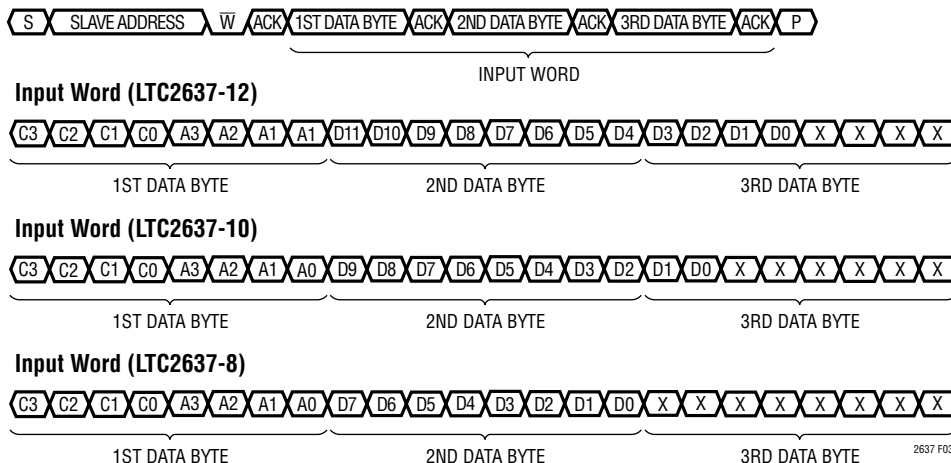 S SLAVE ADDRESS W ACK 1ST DATA BYTE ACK 2ND DATA BYTE ACK 3RD DATA BYTE ACK P
INPUT WORD
Input Word (LTC2637-12)
C3 C2 C1 C0 A3 A2 A1 A1 D11 D10 D9 D8 D7 D6 D5 D4 D3 D2 D1 D0 X X X X
1ST DATA BYTE 2ND DATA BYTE 3RD DATA BYTE
Input Word (LTC2637-10)
C3 C2 C1 C0 A3 A2 A1 A0 D9 D8 D7 D6 D5 D4 D3 D2 D1 D0 X X X X X X
1ST DATA BYTE 2ND DATA BYTE 3RD DATA BYTE
Input Word (LTC2637-8)
C3 C2 C1 C0 A3 A2 A1 A0 D7 D6 D5 D4 D3 D2 D1 D0 X X X X X X X X
1ST DATA BYTE 2ND DATA BYTE 3RD DATA BYTE
2637 F03